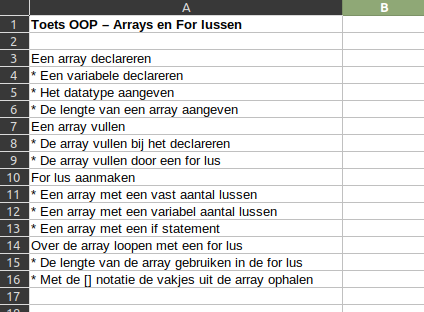 A B
1 Toets OOP – Arrays en For lussen
2
3 Een array declareren
4 * Een variabele declareren
5 * Het datatype aangeven
6 * De lengte van een array aangeven
7 Een array vullen
8 * De array vullen bij het declareren
9 * De array vullen door een for lus
10 For lus aanmaken
11 * Een array met een vast aantal lussen
12 * Een array met een variabel aantal lussen
13 * Een array met een if statement
14 Over de array loopen met een for lus
15 * De lengte van de array gebruiken in de for lus
16 * Met de [] notatie de vakjes uit de array ophalen
17